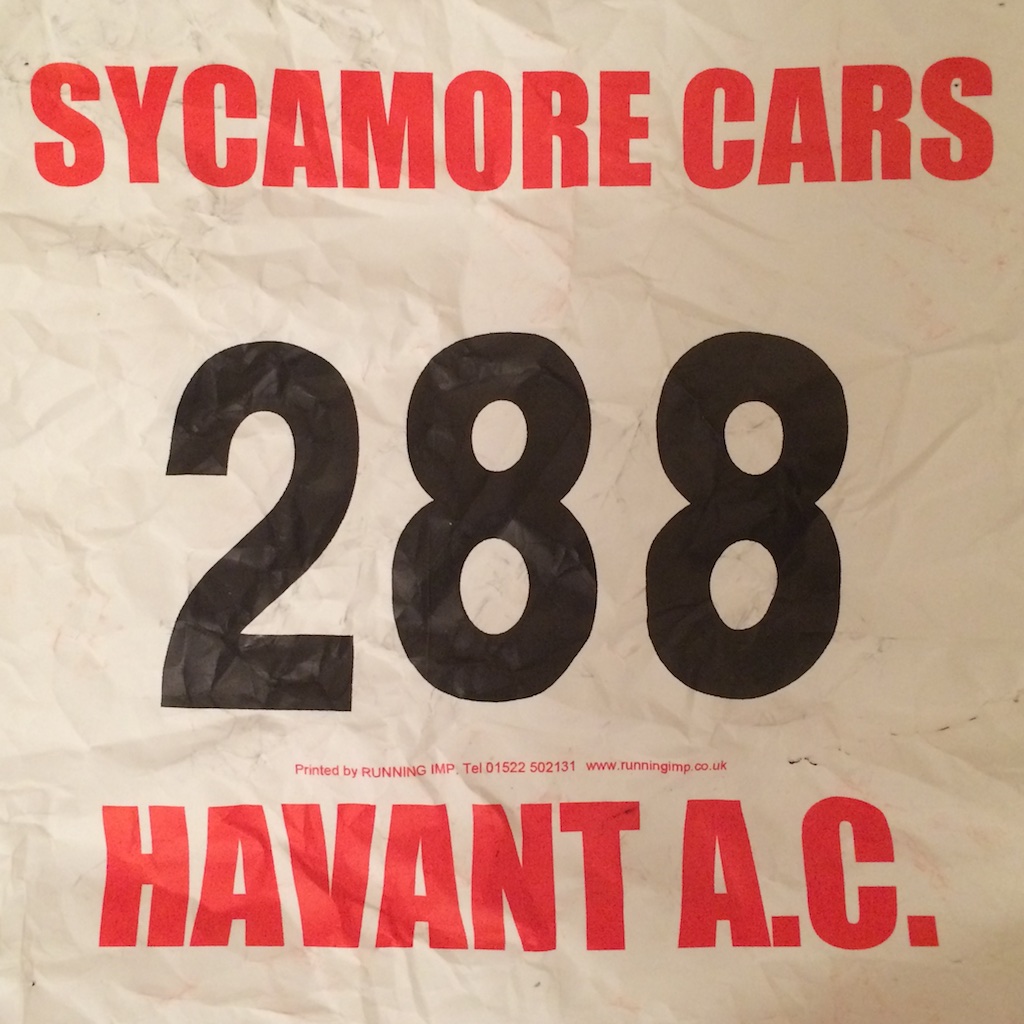 SYCAMORE CARS
288
Printed by RUNNING IMP. Tel 01522 502131 www.runningimp.co.uk
HAVANT A.C.